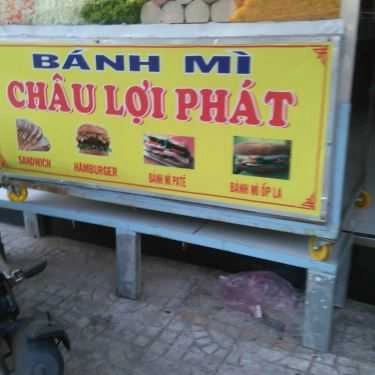 BÁNH MÌ
CHÂU LỢI PHÁT
SANDWICH
HAMBURGER
BÁNH MÌ PATÊ
BÁNH MÌ ỐP LA